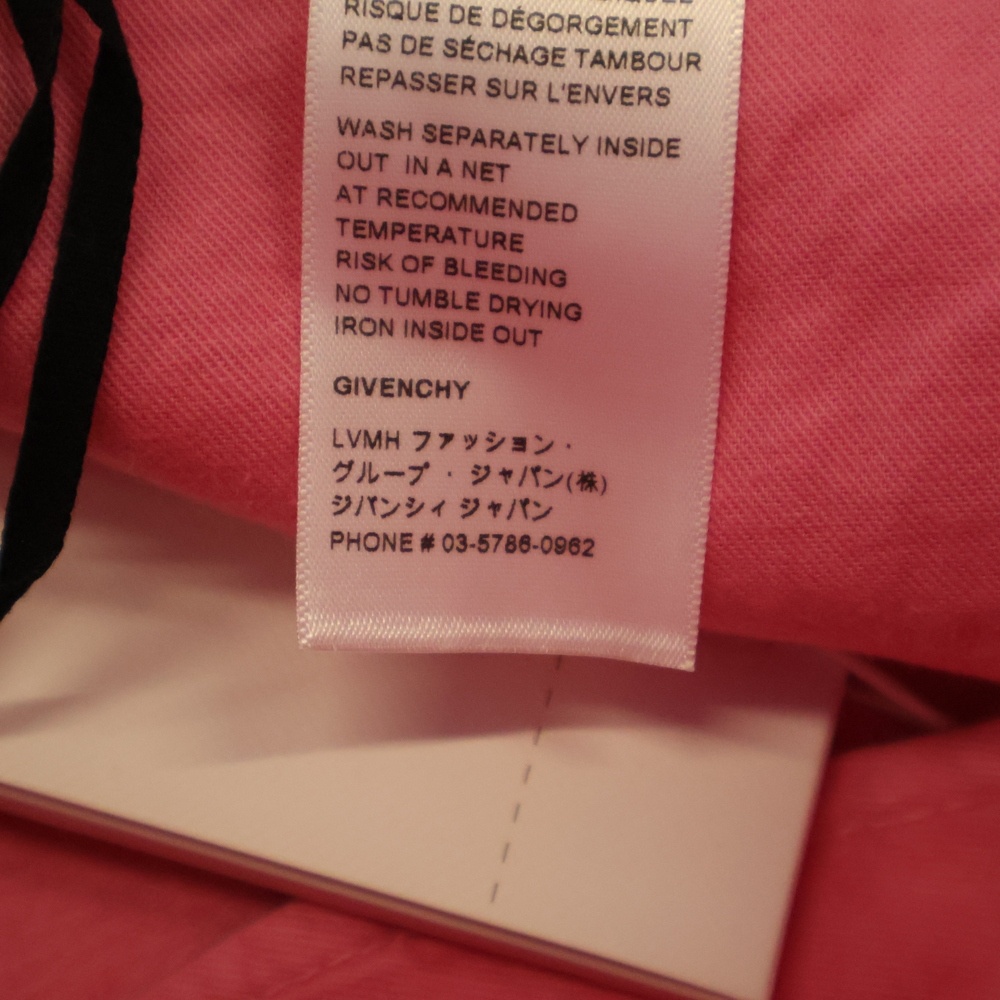 RISQUE DE DÉGORGEMENT
PAS DE SÉCHAGE TAMBOUR
REPASSER SUR L'ENVERS
WASH SEPARATELY INSIDE
OUT IN A NET
AT RECOMMENDED
TEMPERATURE
RISK OF BLEEDING
NO TUMBLE DRYING
IRON INSIDE OUT
GIVENCHY
LVMH ファッション・
グループ・ジャパン(株)
ジバンシィ ジャパン
PHONE # 03-5786-0962